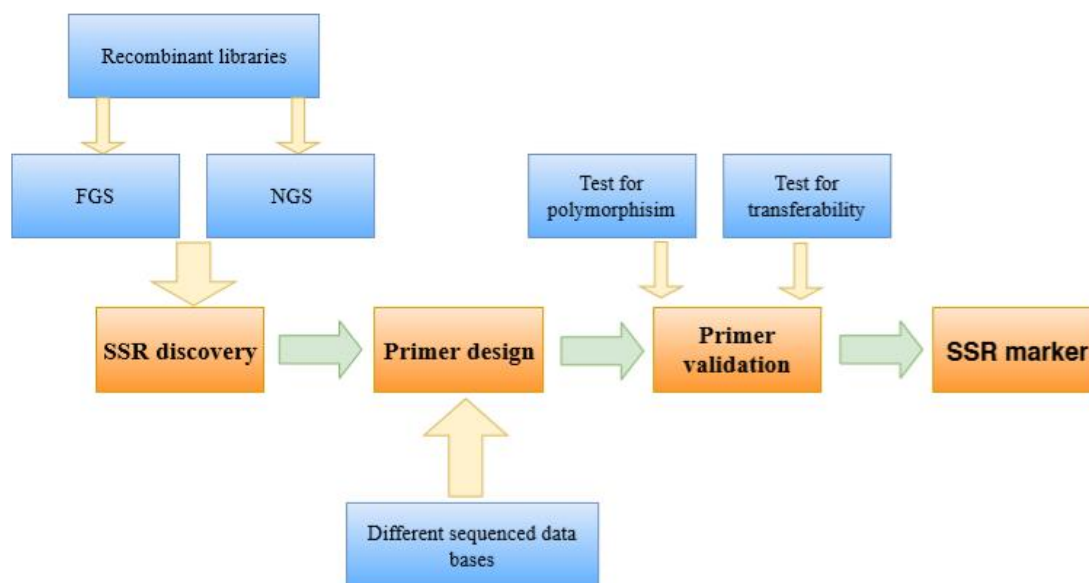 Recombinant libraries
FGS
NGS
Test for
polymorphisim
Test for
transferability
SSR discovery
Primer design
Primer
validation
SSR marker
Different sequenced data
bases